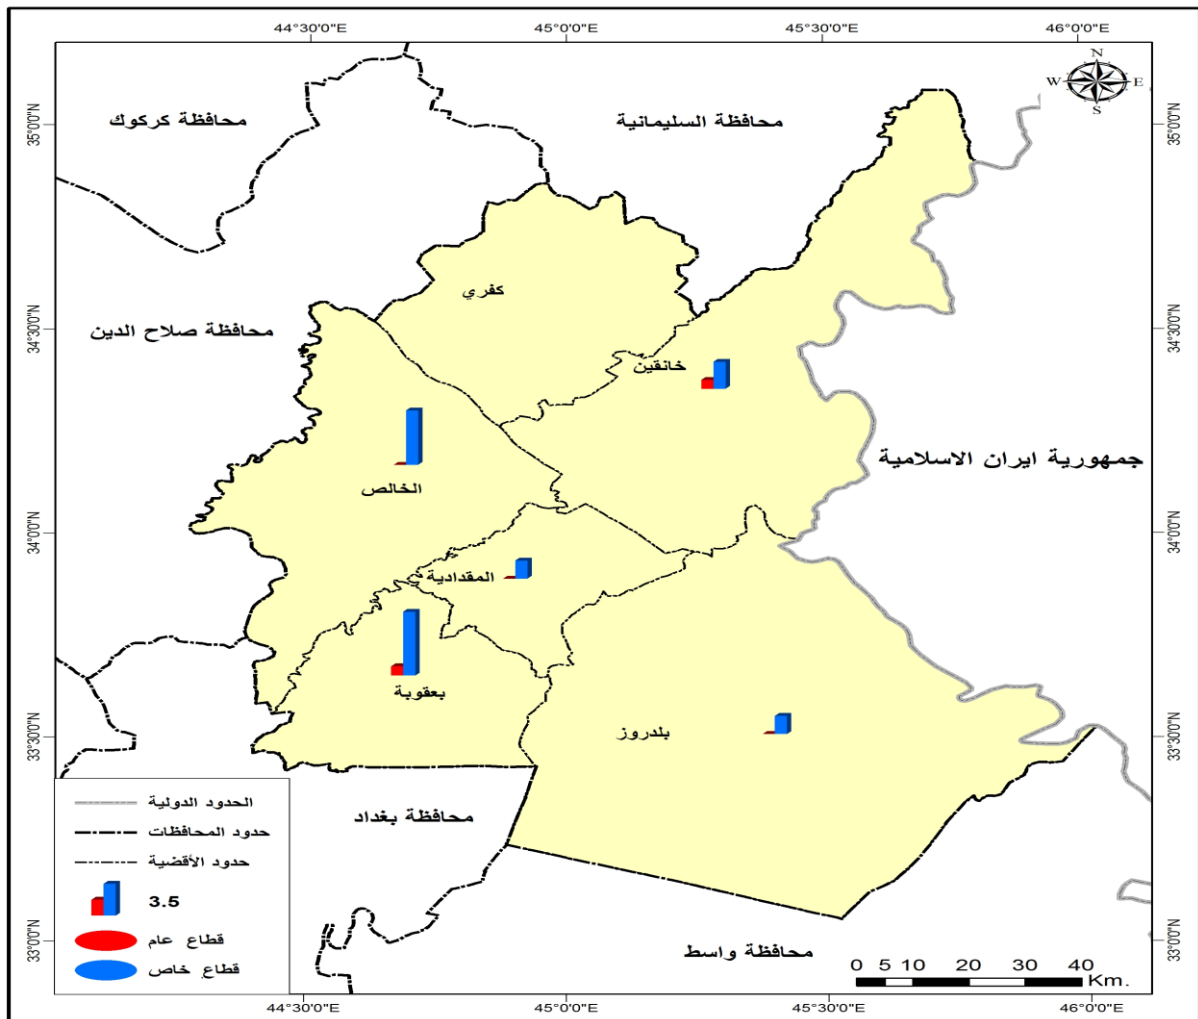 44°30'0"E
45°0'0"E
45°30'0"E
46°0'0"E
N
W
E
S
35°0'0"N
35°0'0"N
محافظة كركوك
محافظة السليمانية
كفري
34°30'0"N
34°30'0"N
محافظة صلاح الدين
خانقين
جمهورية ايران الاسلامية
الخالص
34°0'0"N
34°0'0"N
المقدادية
بعقوبة
بلدروز
33°30'0"N
33°30'0"N
محافظة بغداد
الحدود الدولية
حدود المحافظات
حدود الأقضية
3.5
قطاع عام
قطاع خاص
33°0'0"N
33°0'0"N
محافظة واسط
0 5 10 20 30 40
Km.
44°30'0"E
45°0'0"E
45°30'0"E
46°0'0"E